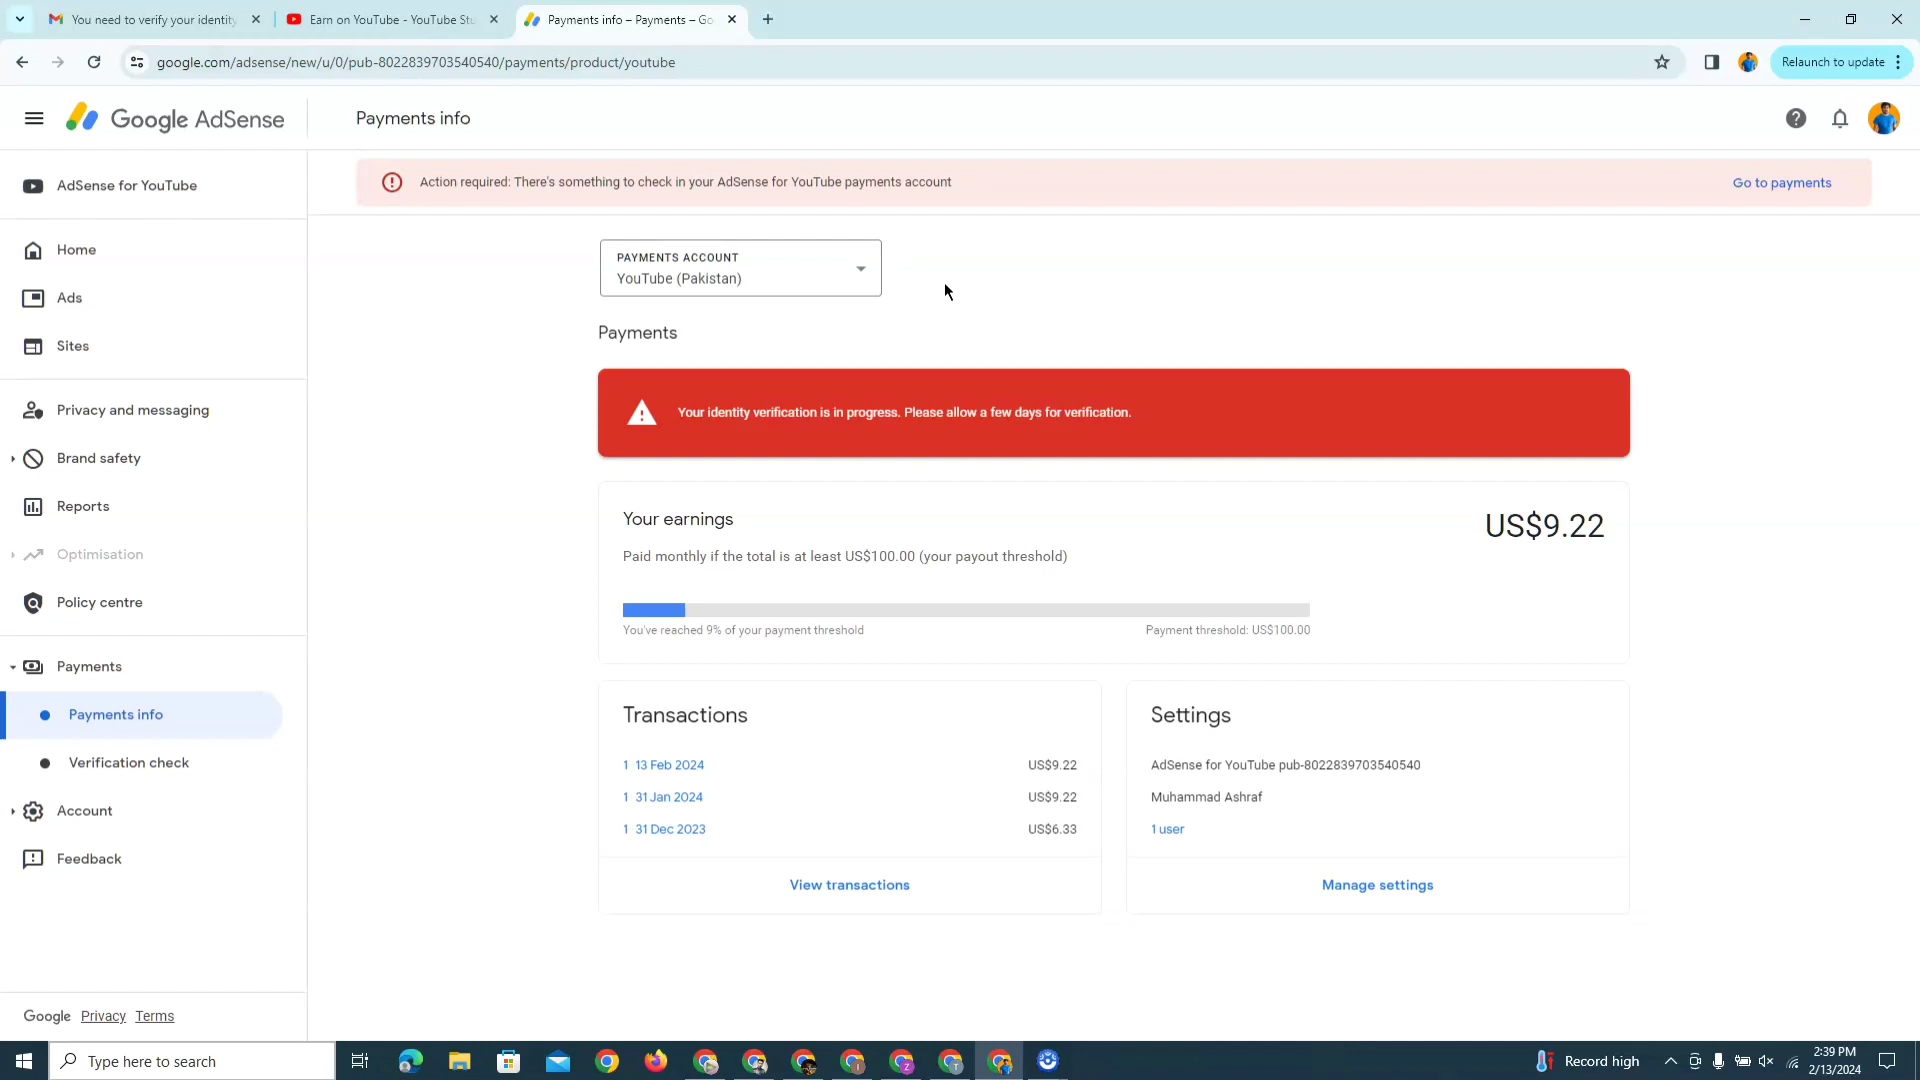 You need to verify your identity
Earn on YouTube - YouTube Stu
Payments info – Payments – Go
google.com/adsense/new/u/0/pub-8022839703540540/payments/product/youtube
Relaunch to update
Google AdSense
Payments info
AdSense for YouTube
Action required: There's something to check in your AdSense for YouTube payments account
Go to payments
Home
Ads
Sites
Privacy and messaging
Brand safety
Reports
Optimisation
Policy centre
Payments
Payments info
Verification check
Account
Feedback
Google Privacy Terms
PAYMENTS ACCOUNT
YouTube (Pakistan)
Payments
Your identity verification is in progress. Please allow a few days for verification.
Your earnings
US$9.22
Paid monthly if the total is at least US$100.00 (your payout threshold)
You've reached 9% of your payment threshold
Payment threshold: US$100.00
Transactions
1 13 Feb 2024 US$9.22
1 31 Jan 2024 US$9.22
1 31 Dec 2023 US$6.33
View transactions
Settings
AdSense for YouTube pub-8022839703540540
Muhammad Ashraf
1 user
Manage settings
Type here to search
Record high
2:39 PM
2/13/2024